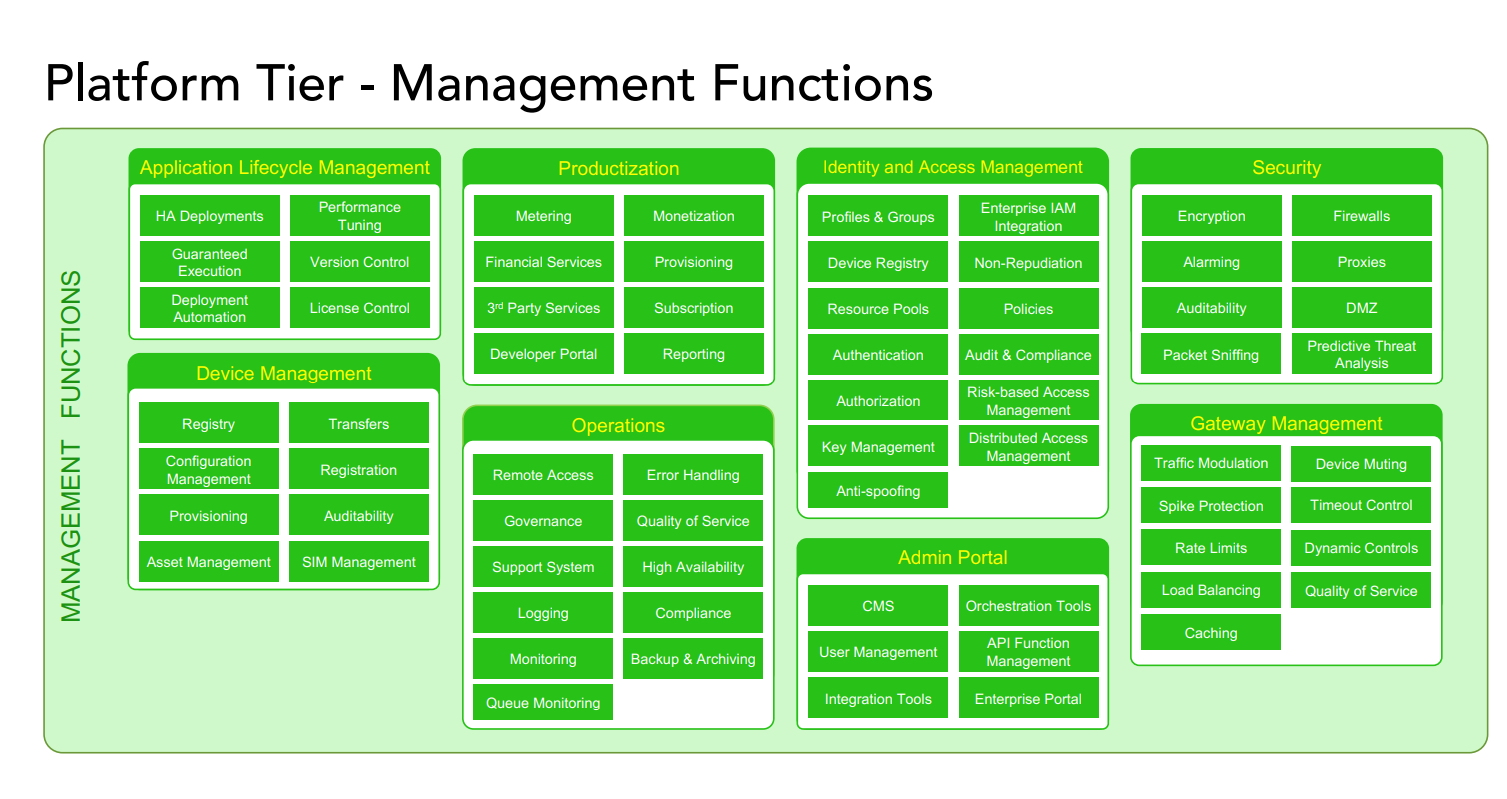 Platform Tier - Management Functions
MANAGEMENT FUNCTIONS
Application Lifecycle Management
HA Deployments
Performance
Tuning
Guaranteed
Execution
Version Control
Deployment
Automation
License Control
Device Management
Registry
Transfers
Configuration
Management
Registration
Provisioning
Auditability
Asset Management
SIM Management
Productization
Metering
Monetization
Financial Services
Provisioning
3rd Party Services
Subscription
Developer Portal
Reporting
Operations
Remote Access
Error Handling
Governance
Quality of Service
Support System
High Availability
Logging
Compliance
Monitoring
Backup & Archiving
Queue Monitoring
Identity and Access Management
Profiles & Groups
Enterprise IAM
Integration
Device Registry
Non-Repudiation
Resource Pools
Policies
Authentication
Audit & Compliance
Authorization
Risk-based Access
Management
Key Management
Distributed Access
Management
Anti-spoofing
Admin Portal
CMS
Orchestration Tools
User Management
API Function
Management
Integration Tools
Enterprise Portal
Security
Encryption
Firewalls
Alarming
Proxies
Auditability
DMZ
Packet Sniffing
Predictive Threat
Analysis
Gateway Management
Traffic Modulation
Device Muting
Spike Protection
Timeout Control
Rate Limits
Dynamic Controls
Load Balancing
Quality of Service
Caching